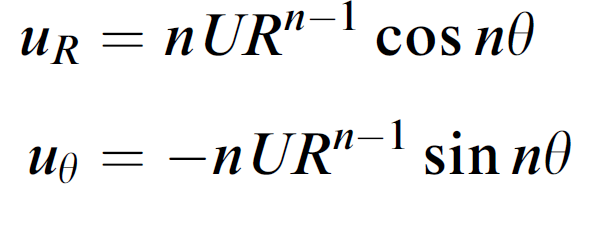 u_R = nUR^{n−1} cos nθ
u_θ = −nUR^{n−1} sin nθ